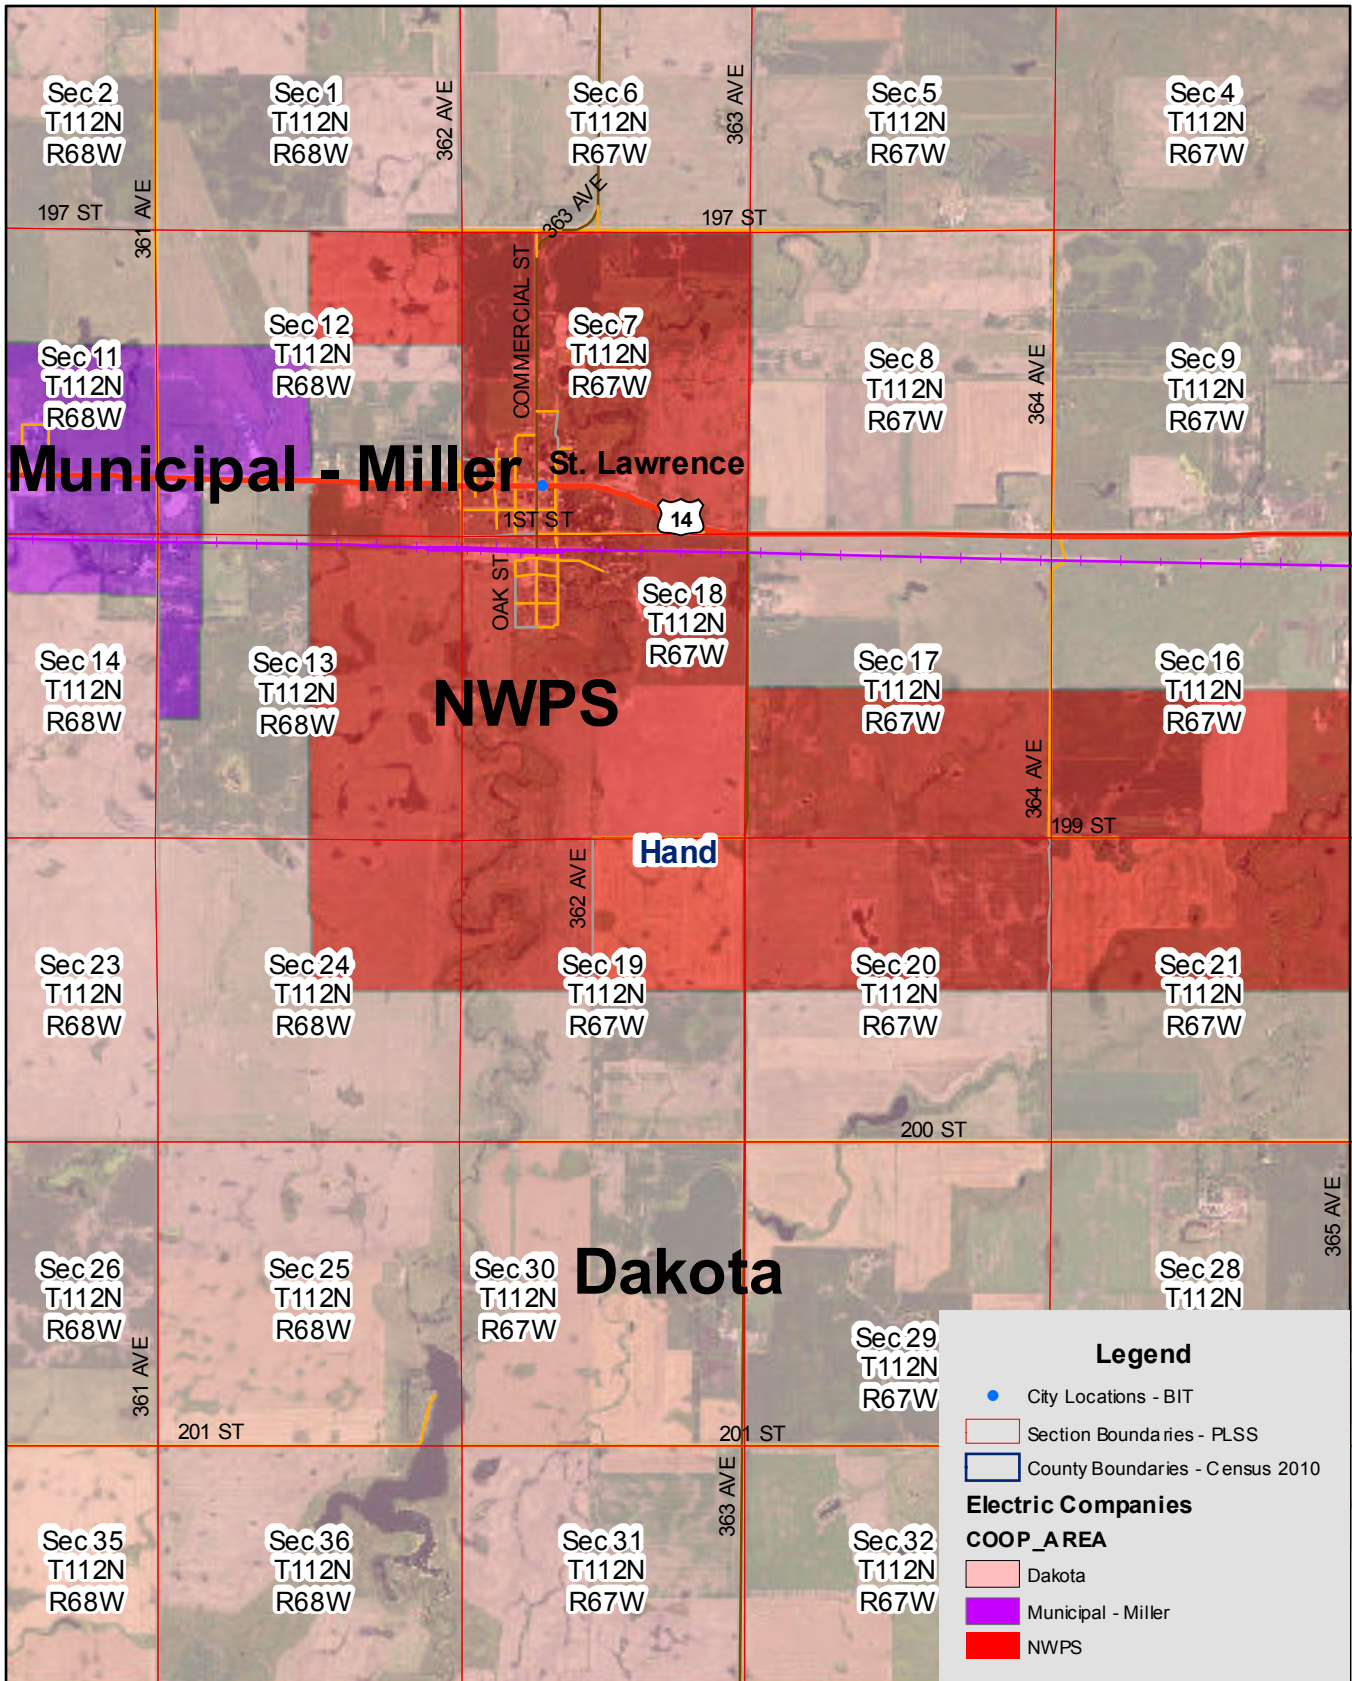 Sec 2
T112N
R68W
Sec 1
T112N
R68W
362 AVE
Sec 6
T112N
R67W
363 AVE
Sec 5
T112N
R67W
Sec 4
T112N
R67W
197 ST
361 AVE
363 AVE
197 ST
COMMERCIAL ST
Sec 11
T112N
R68W
Sec 12
T112N
R68W
Sec 7
T112N
R67W
Sec 8
T112N
R67W
364 AVE
Sec 9
T112N
R67W
Municipal - Miller
St. Lawrence
1ST ST
14
OAK ST
Sec 14
T112N
R68W
Sec 13
T112N
R68W
Sec 18
T112N
R67W
Sec 17
T112N
R67W
Sec 16
T112N
R67W
NWPS
364 AVE
199 ST
Hand
362 AVE
Sec 23
T112N
R68W
Sec 24
T112N
R68W
Sec 19
T112N
R67W
Sec 20
T112N
R67W
Sec 21
T112N
R67W
200 ST
365 AVE
Sec 26
T112N
R68W
Sec 25
T112N
R68W
Sec 30
T112N
R67W
Dakota
Sec 28
T112N
Sec 29
T112N
R67W
361 AVE
201 ST
201 ST
363 AVE
Sec 35
T112N
R68W
Sec 36
T112N
R68W
Sec 31
T112N
R67W
Sec 32
T112N
R67W
Legend
City Locations - BIT
Section Boundaries - PLSS
County Boundaries - Census 2010
Electric Companies
COOP_AREA
Dakota
Municipal - Miller
NWPS